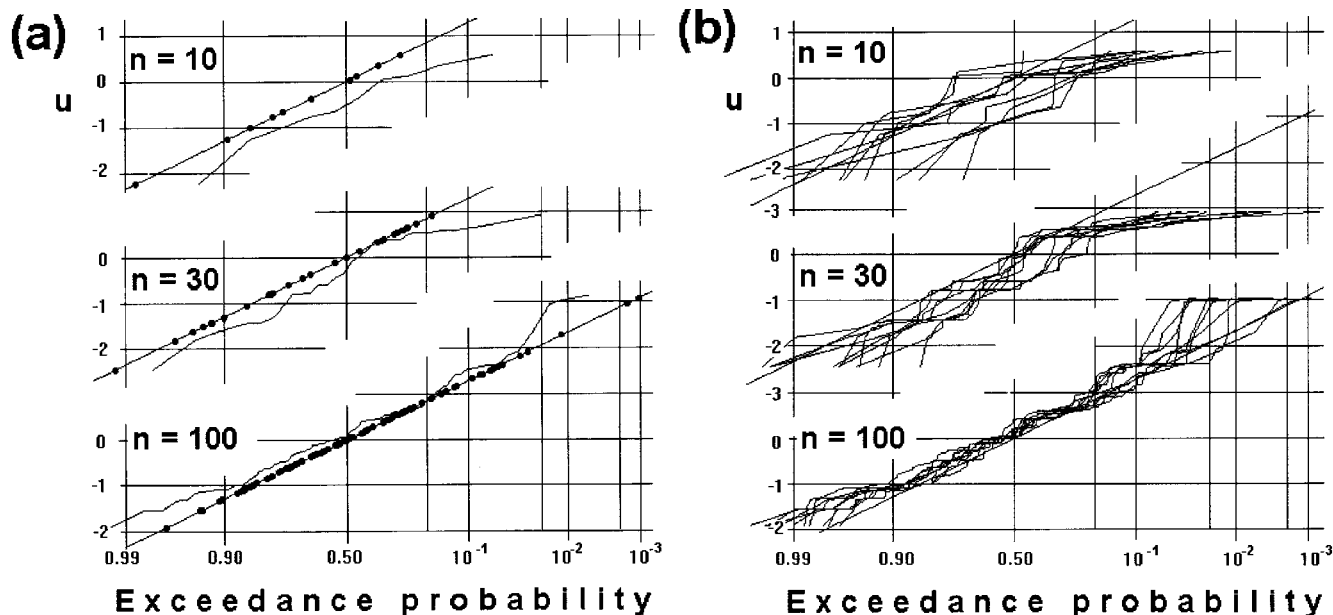 (a)
n = 10
u
1
0
-1
-2
n = 30
0
-1
-2
n = 100
0
-1
-2
0.99 0.90 0.50 10⁻¹ 10⁻² 10⁻³
Exceedance probability
(b)
n = 10
u
1
0
-1
-2
-3
n = 30
0
-1
-2
-3
n = 100
0
-1
-2
0.99 0.90 0.50 10⁻¹ 10⁻² 10⁻³
Exceedance probability